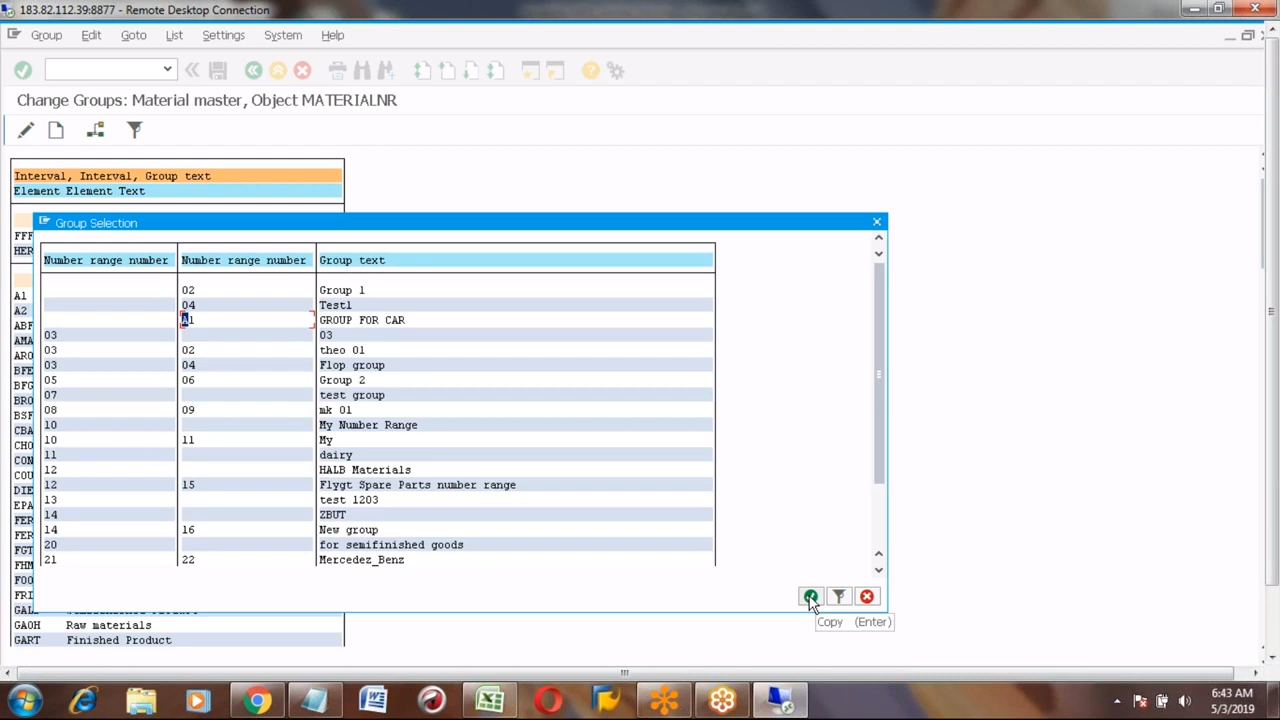 183.82.112.39:8877 - Remote Desktop Connection
Group Edit Goto List Settings System Help
Change Groups: Material master, Object MATERIALNR
Interval, Interval, Group text
Element Element Text
FFF
HER
A1
A2
ABF
AMA
ARO
BFE
BFG
BRO
BSF
CBA
CHO
CON
COU
DIE
EPA
FER
FER
FGT
FHM
FOO
FRI
GAL
GAOH Raw materials
GART Finished Product
Group Selection
Number range number Number range number Group text
02 Group 1
04 Test1
A1 GROUP FOR CAR
03 03
03 02 theo 01
03 04 Flop group
05 06 Group 2
07 test group
08 09 mk 01
10 My Number Range
10 11 My
11 dairy
12 HALB Materials
12 15 Flygt Spare Parts number range
13 test 1203
14 ZBUT
14 16 New group
20 for semifinished goods
21 22 Mercedez_Benz
Copy (Enter)
6:43 AM
5/3/2019